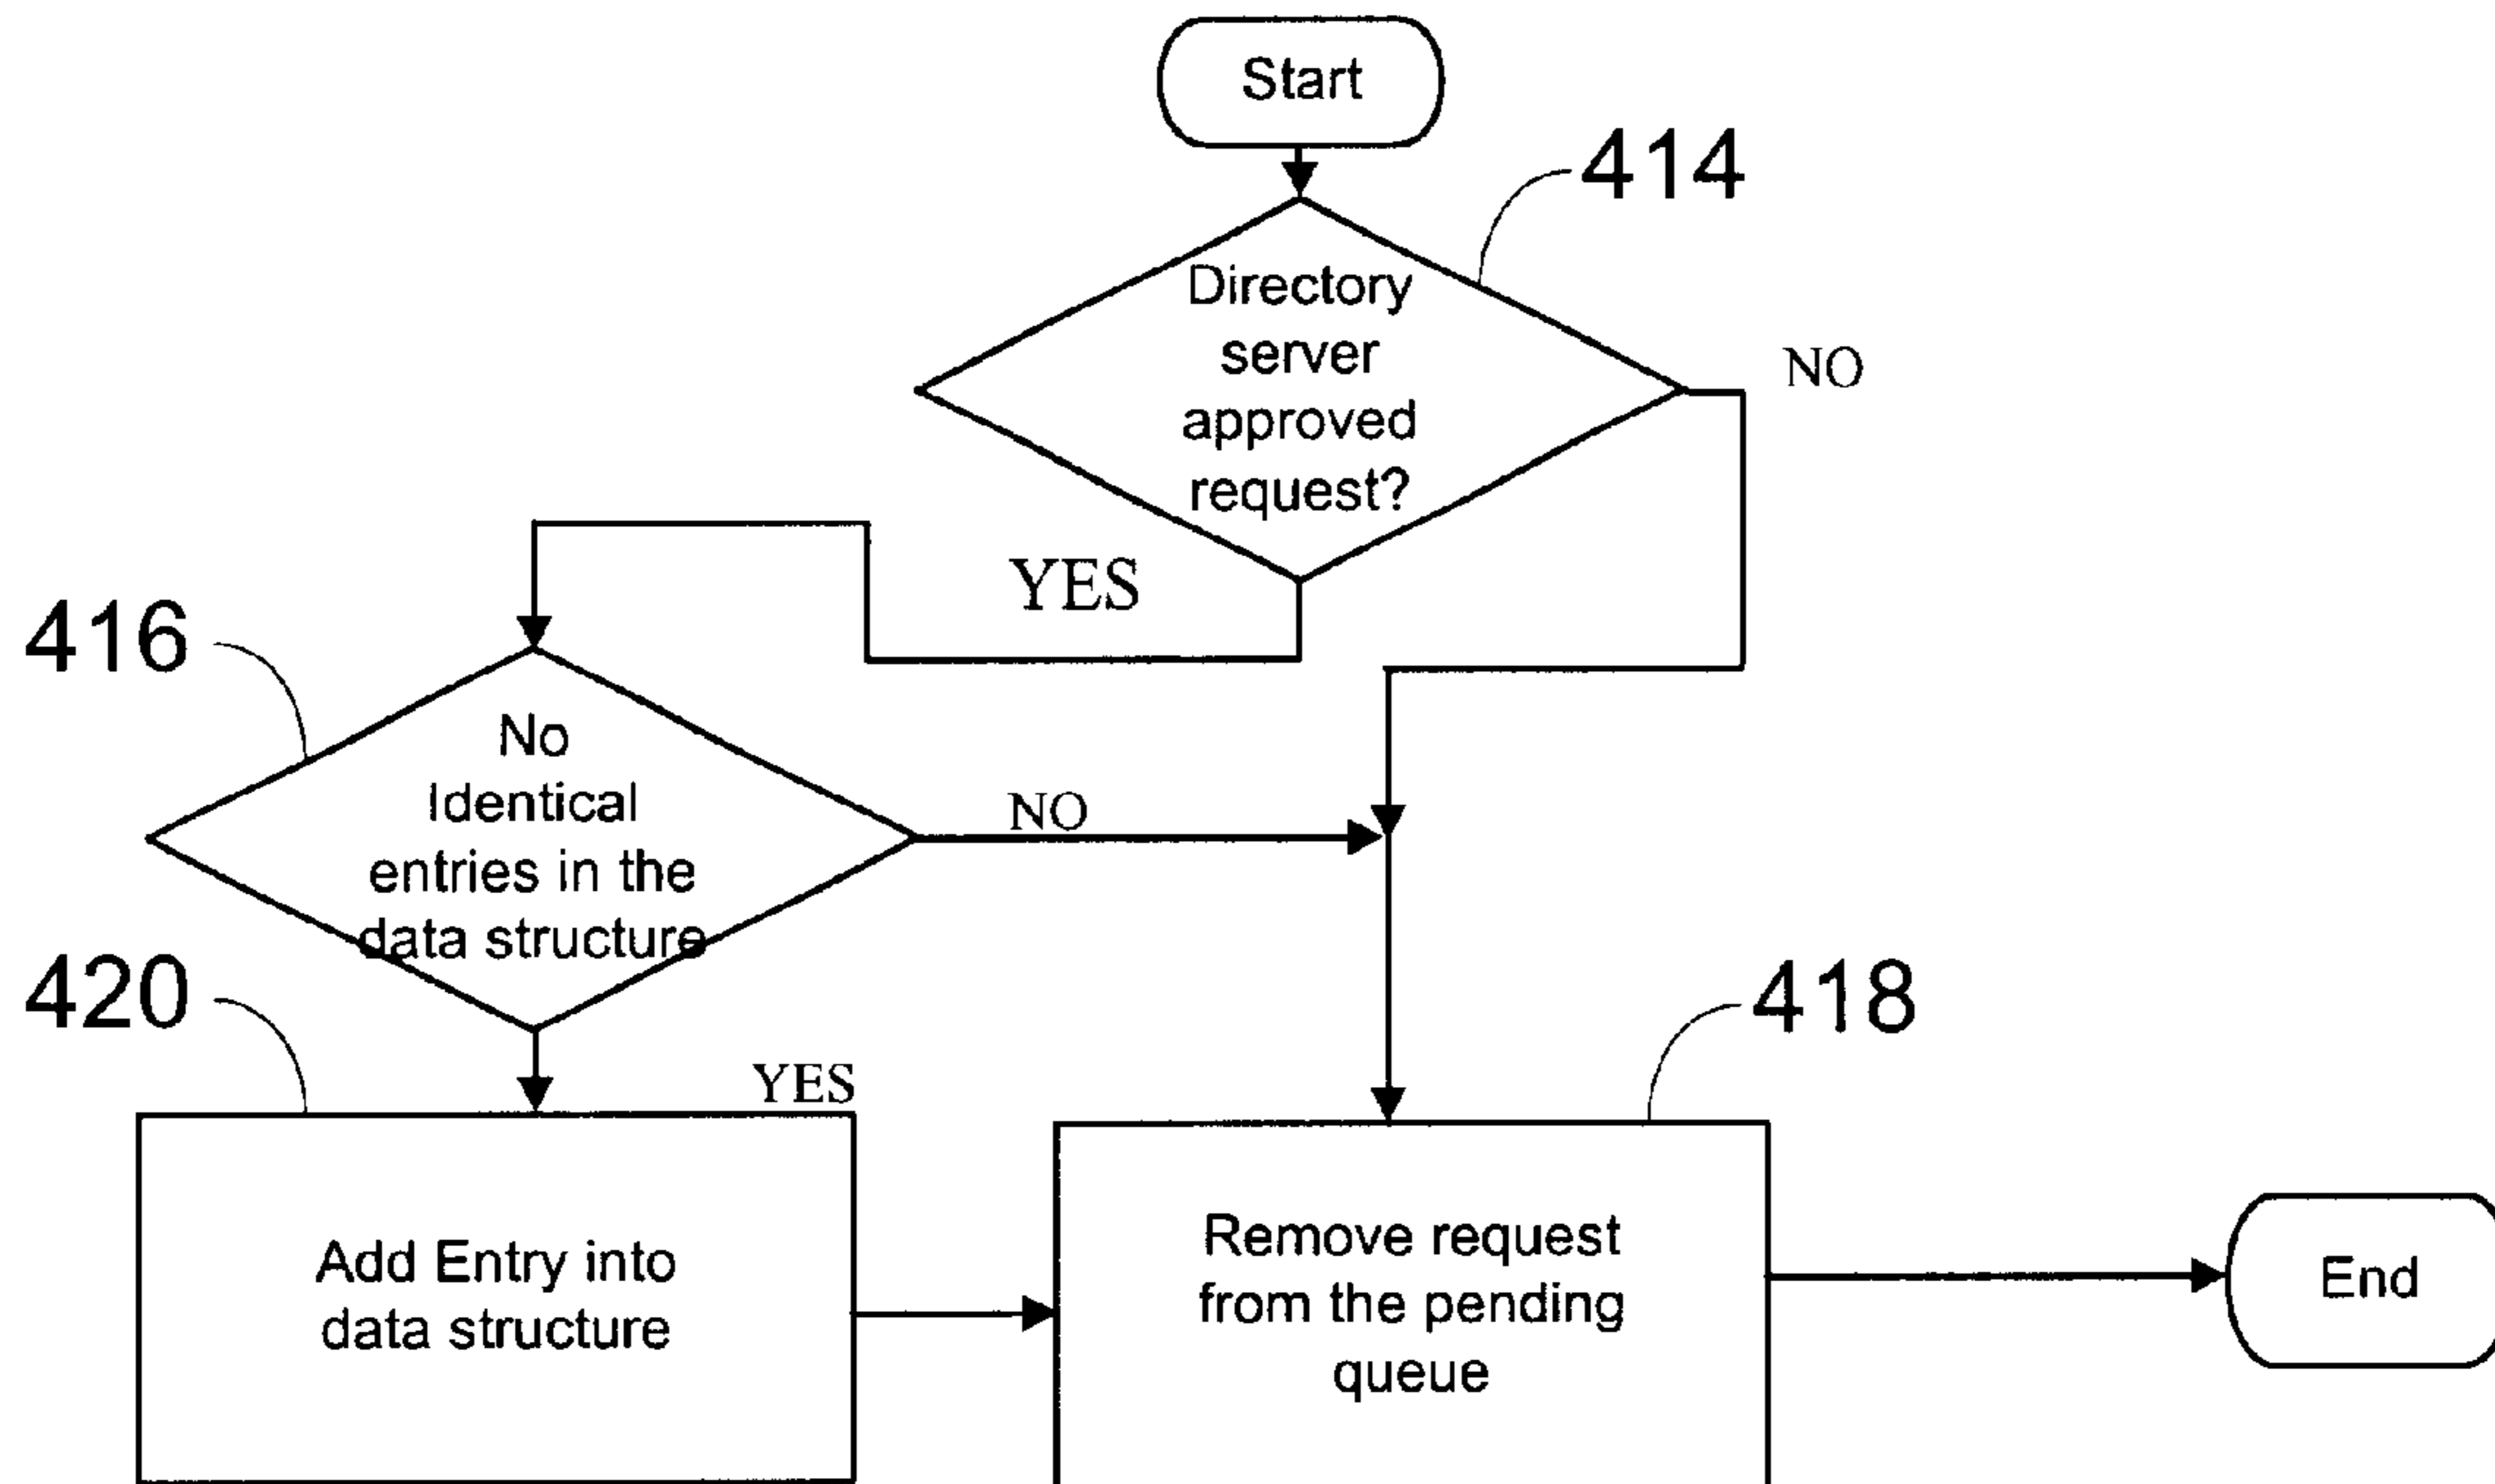 Start
414
Directory
server
approved
request?
NO
YES
416
No
Identical
entries in the
data structure
NO
420
418
YES
Add Entry into
data structure
Remove request
from the pending
queue
End